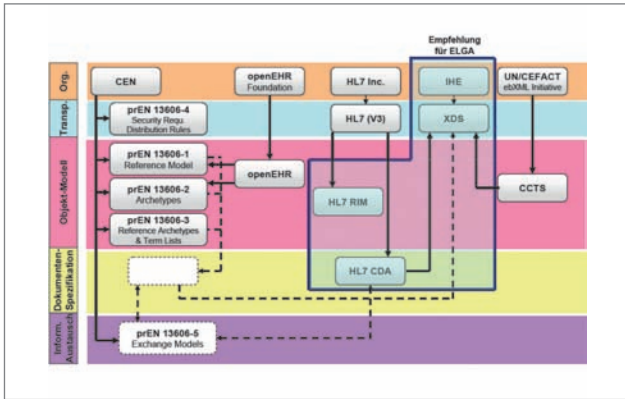 Empfehlung
für ELGA
Org.
CEN
openEHR
Foundation
HL7 Inc.
IHE
UN/CEFACT
ebXML Initiative
Transp.
prEN 13606-4
Security Requ.
Distribution Rules
HL7 (V3)
XDS
Objekt-Modell
prEN 13606-1
Reference Model
openEHR
prEN 13606-2
Archetypes
HL7 RIM
CCTS
prEN 13606-3
Reference Archetypes
& Term Lists
Dokumenten-
Spezifikation
HL7 CDA
Inform.
Austausch
prEN 13606-5
Exchange Models